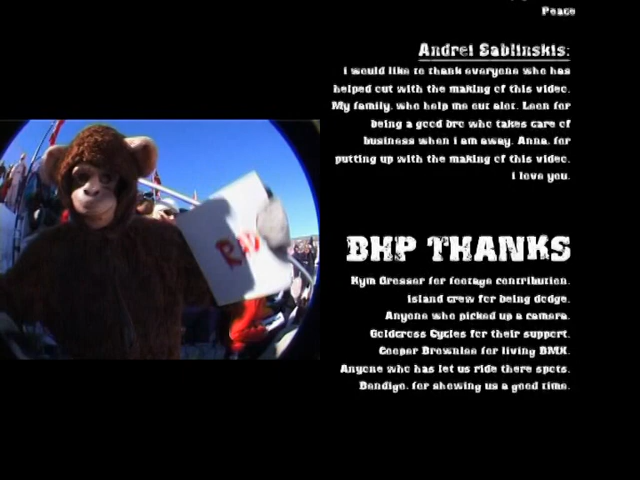 Peace
Andrei Sablinskis:
I would like to thank everyone who has
helped out with the making of this video.
My family, who help me out alot. Leon for
being a good bro who takes care of
business when I am away. Anna, for
putting up with the making of this video.
I love you.
BHP THANKS
Kym Grosser for footage contribution.
Island crew for being dodge.
Anyone who picked up a camera.
Goldcross Cycles for their support.
Cooper Brownlee for living BMX.
Anyone who has let us ride there spots.
Bendigo, for showing us a good time.
RAD